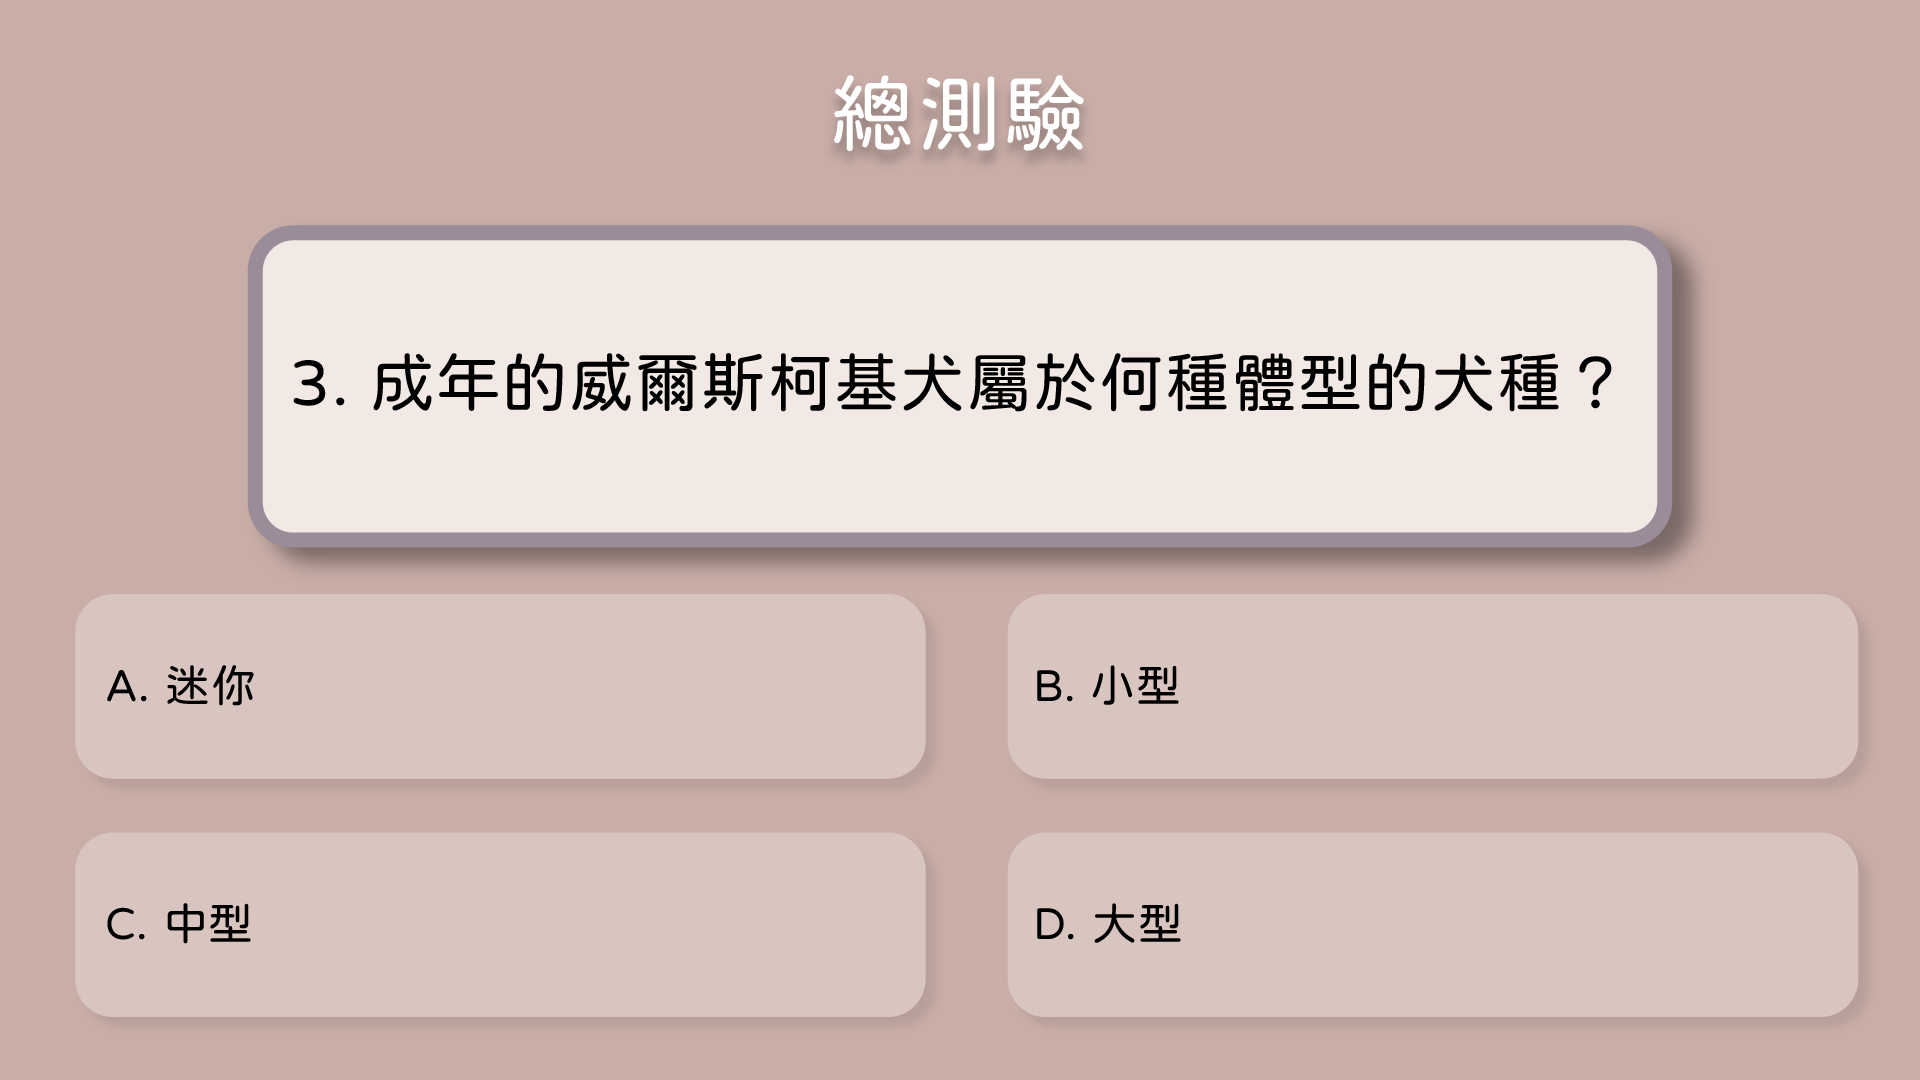 總測驗
3. 成年的威爾斯柯基犬屬於何種體型的犬種？
A. 迷你
B. 小型
C. 中型
D. 大型